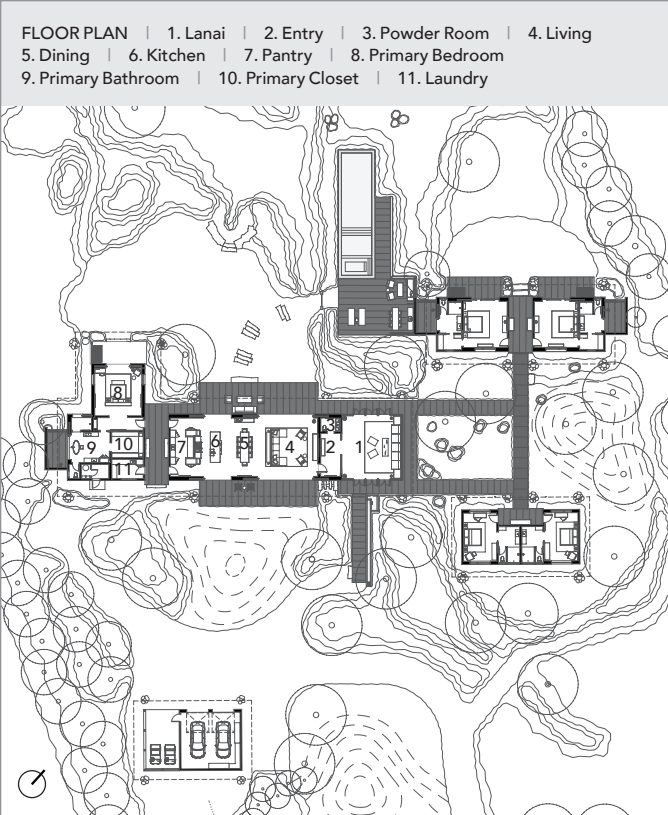 FLOOR PLAN | 1. Lanai | 2. Entry | 3. Powder Room | 4. Living
5. Dining | 6. Kitchen | 7. Pantry | 8. Primary Bedroom
9. Primary Bathroom | 10. Primary Closet | 11. Laundry
8
3
9 10 7 6 5 4 2 1
11